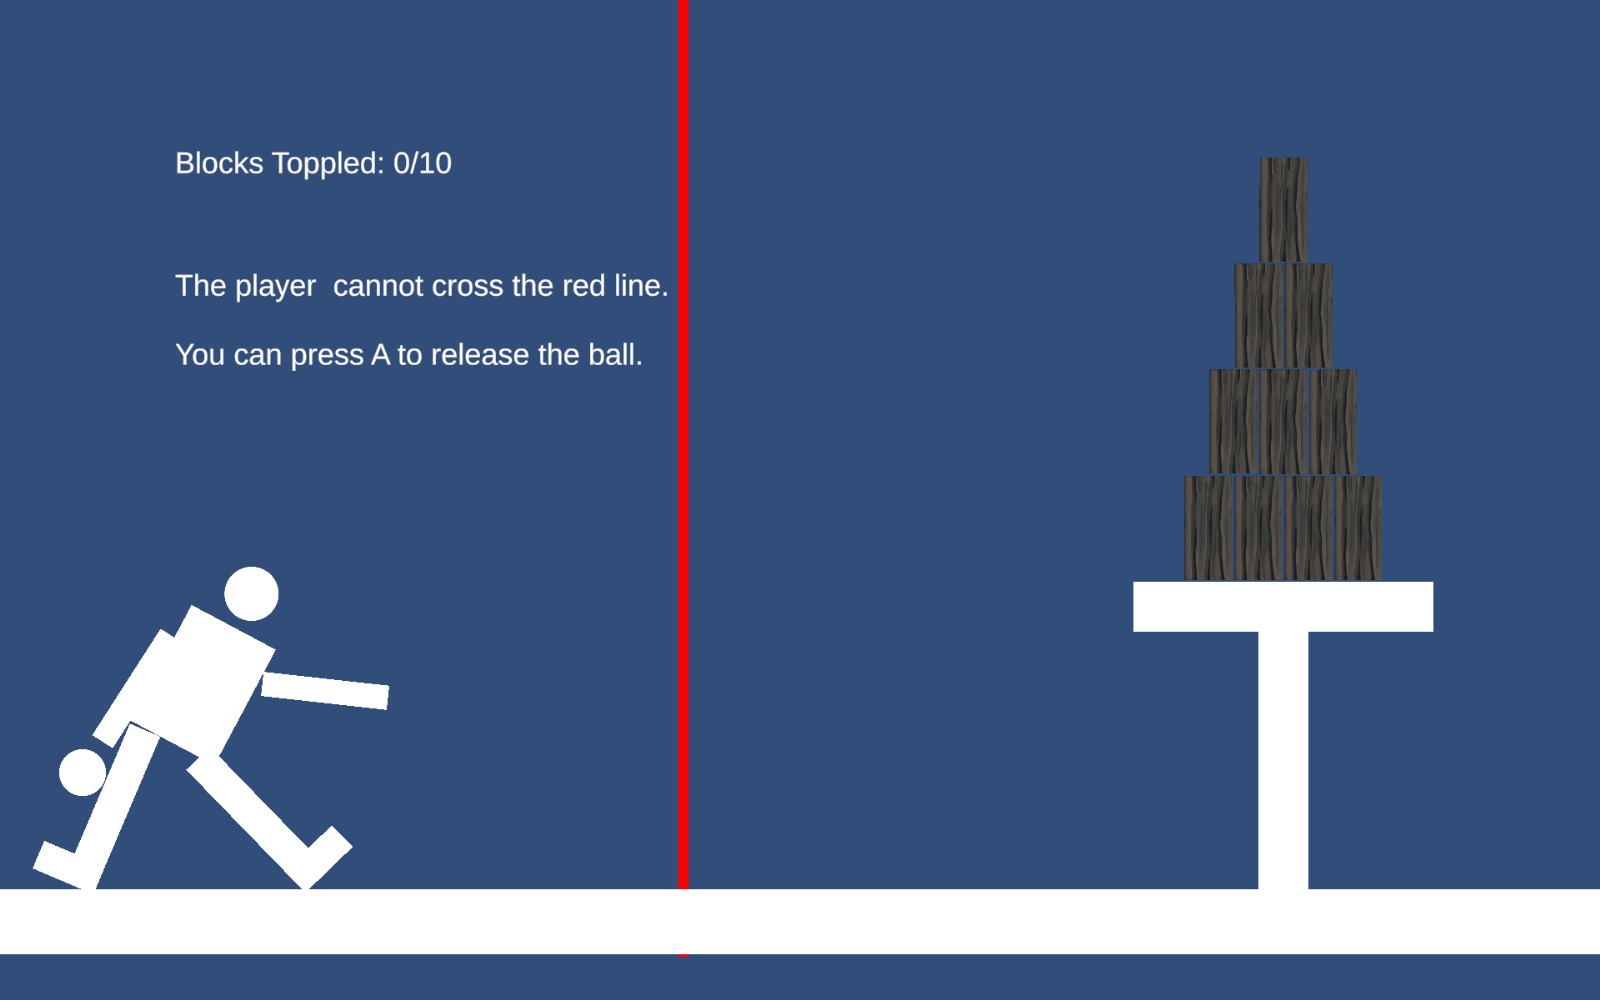 Blocks Toppled: 0/10
The player  cannot cross the red line.
You can press A to release the ball.